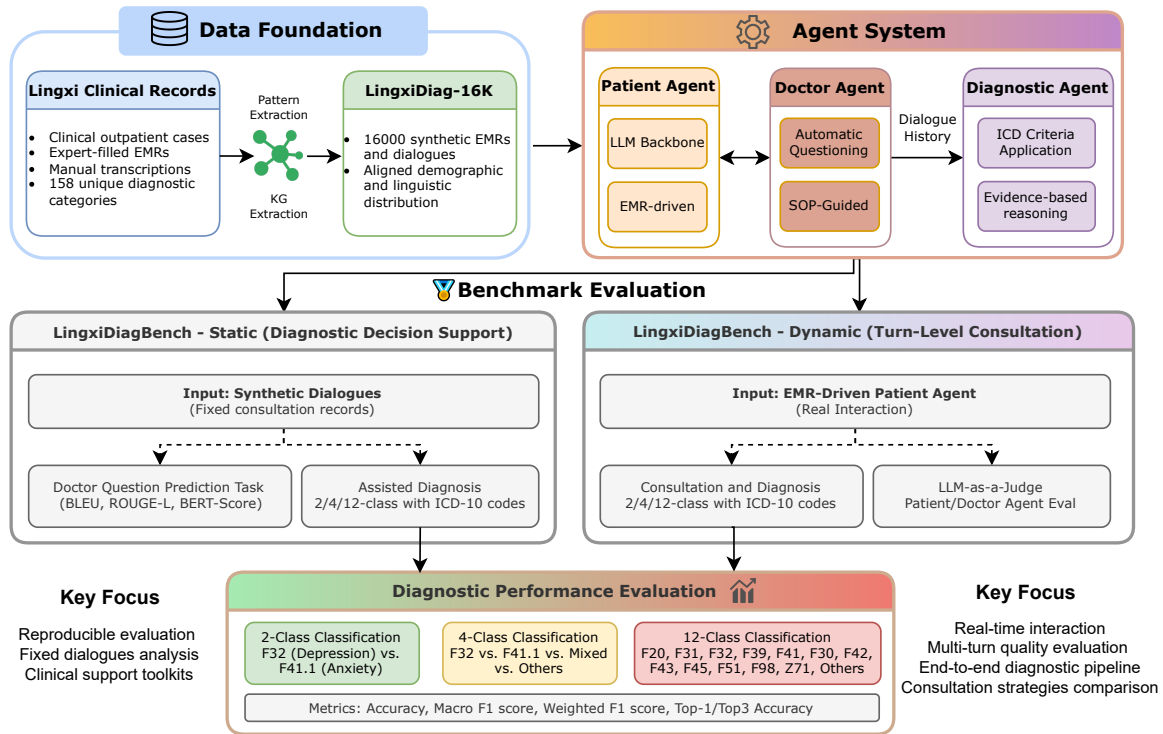 Data Foundation
Lingxi Clinical Records
• Clinical outpatient cases
• Expert-filled EMRs
• Manual transcriptions
• 158 unique diagnostic
categories
Pattern
Extraction
KG
Extraction
LingxiDiag-16K
• 16000 synthetic EMRs
and dialogues
• Aligned demographic
and linguistic
distribution
Agent System
Patient Agent
LLM Backbone
EMR-driven
Doctor Agent
Automatic
Questioning
SOP-Guided
Dialogue
History
Diagnostic Agent
ICD Criteria
Application
Evidence-based
reasoning
Benchmark Evaluation
LingxiDiagBench - Static (Diagnostic Decision Support)
Input: Synthetic Dialogues
(Fixed consultation records)
Doctor Question Prediction Task
(BLEU, ROUGE-L, BERT-Score)
Assisted Diagnosis
2/4/12-class with ICD-10 codes
LingxiDiagBench - Dynamic (Turn-Level Consultation)
Input: EMR-Driven Patient Agent
(Real Interaction)
Consultation and Diagnosis
2/4/12-class with ICD-10 codes
LLM-as-a-Judge
Patient/Doctor Agent Eval
Key Focus
Reproducible evaluation
Fixed dialogues analysis
Clinical support toolkits
Diagnostic Performance Evaluation
2-Class Classification
F32 (Depression) vs.
F41.1 (Anxiety)
4-Class Classification
F32 vs. F41.1 vs. Mixed
vs. Others
12-Class Classification
F20, F31, F32, F39, F41, F30, F42,
F43, F45, F51, F98, Z71, Others
Metrics: Accuracy, Macro F1 score, Weighted F1 score, Top-1/Top3 Accuracy
Key Focus
Real-time interaction
Multi-turn quality evaluation
End-to-end diagnostic pipeline
Consultation strategies comparison